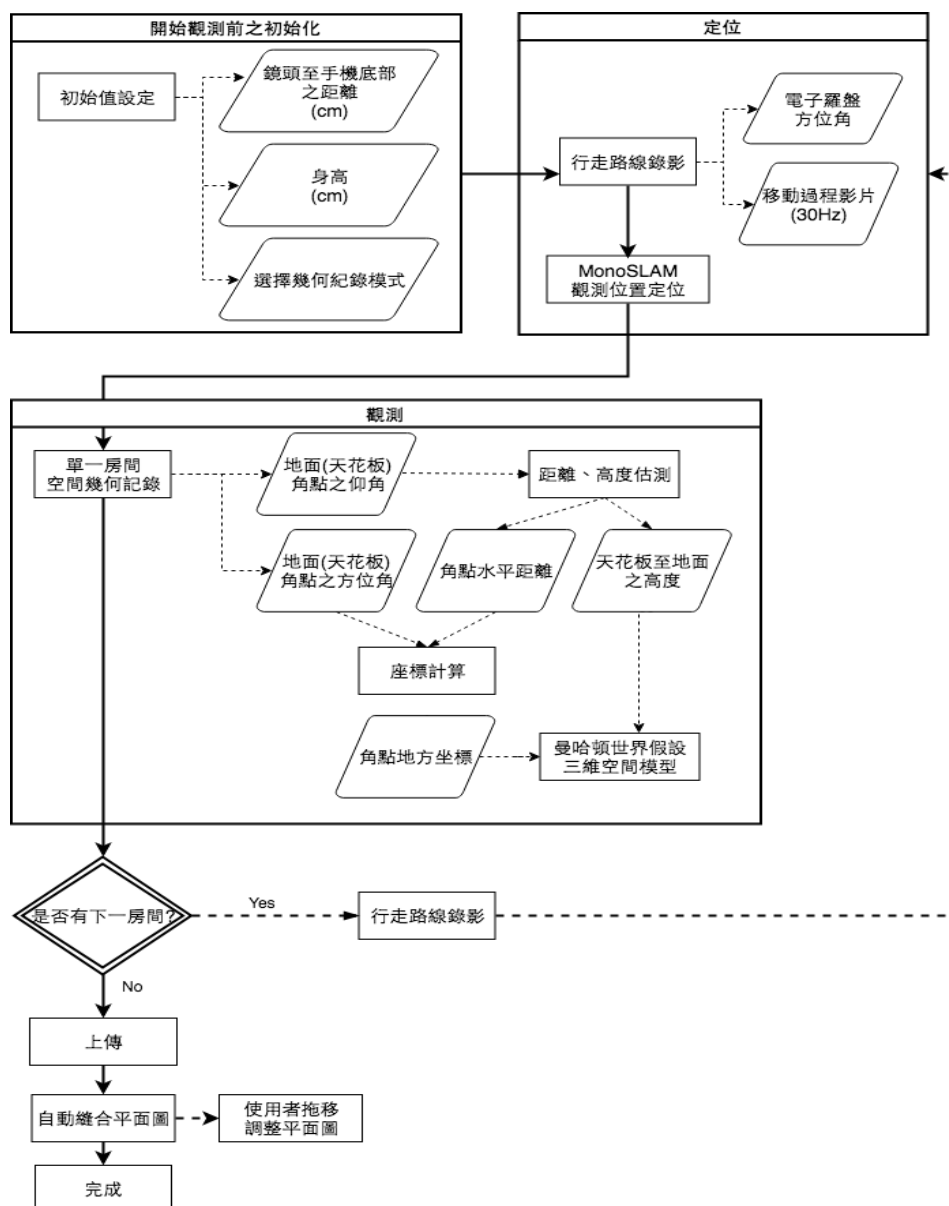 開始觀測前之初始化
初始值設定
鏡頭至手機底部
之距離
(cm)
身高
(cm)
選擇幾何紀錄模式
定位
行走路線錄影
電子羅盤
方位角
移動過程影片
(30Hz)
MonoSLAM
觀測位置定位
觀測
單一房間
空間幾何記錄
地面(天花板)
角點之仰角
距離、高度估測
地面(天花板)
角點之方位角
角點水平距離
天花板至地面
之高度
座標計算
角點地方坐標
曼哈頓世界假設
三維空間模型
是否有下一房間?
Yes
行走路線錄影
No
上傳
自動縫合平面圖
使用者拖移
調整平面圖
完成